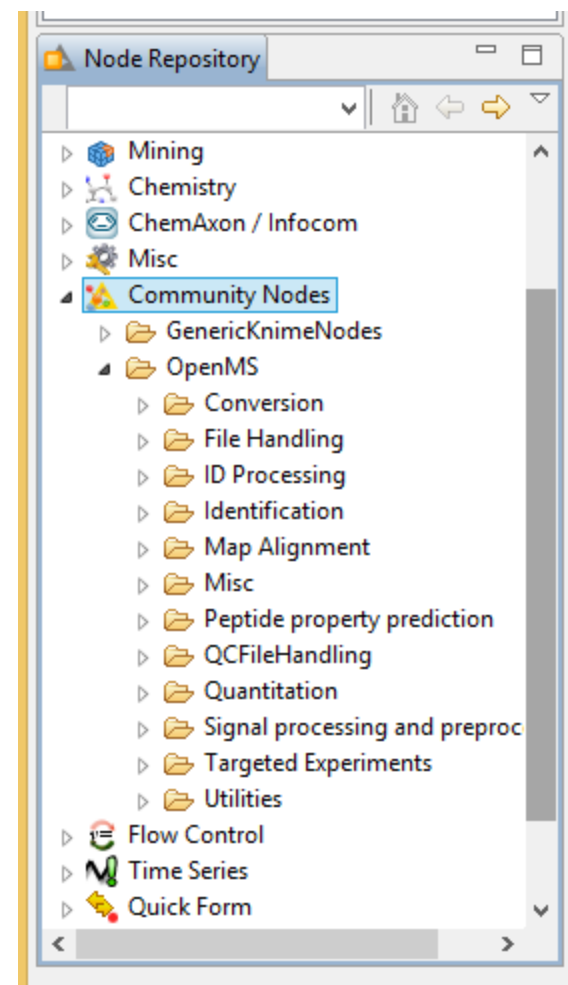 Node Repository
Mining
Chemistry
ChemAxon / Infocom
Misc
Community Nodes
GenericKnimeNodes
OpenMS
Conversion
File Handling
ID Processing
Identification
Map Alignment
Misc
Peptide property prediction
QCFileHandling
Quantitation
Signal processing and preproc
Targeted Experiments
Utilities
Flow Control
Time Series
Quick Form